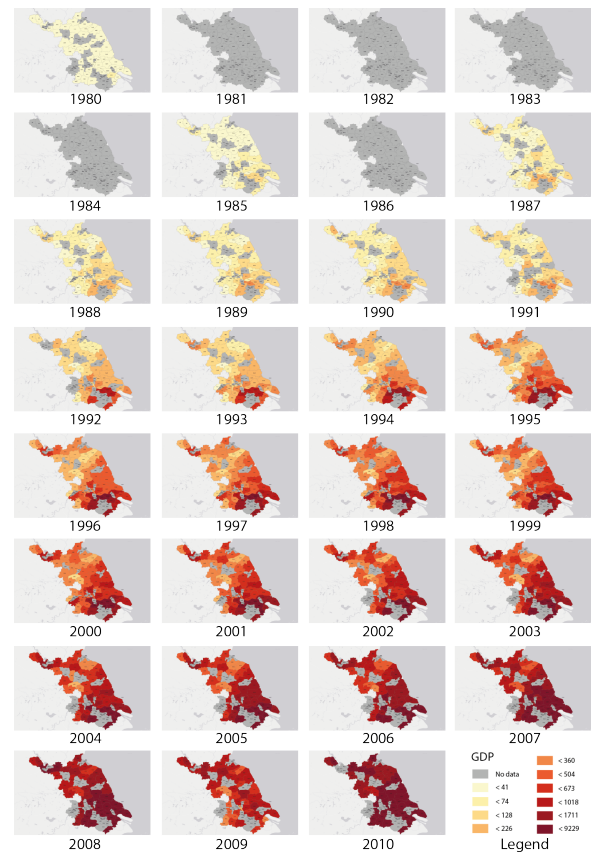 1980 1981 1982 1983
1984 1985 1986 1987
1988 1989 1990 1991
1992 1993 1994 1995
1996 1997 1998 1999
2000 2001 2002 2003
2004 2005 2006 2007
GDP
No data
< 41
< 74
< 128
< 226
< 360
< 504
< 673
< 1018
< 1711
< 9229
2008 2009 2010 Legend